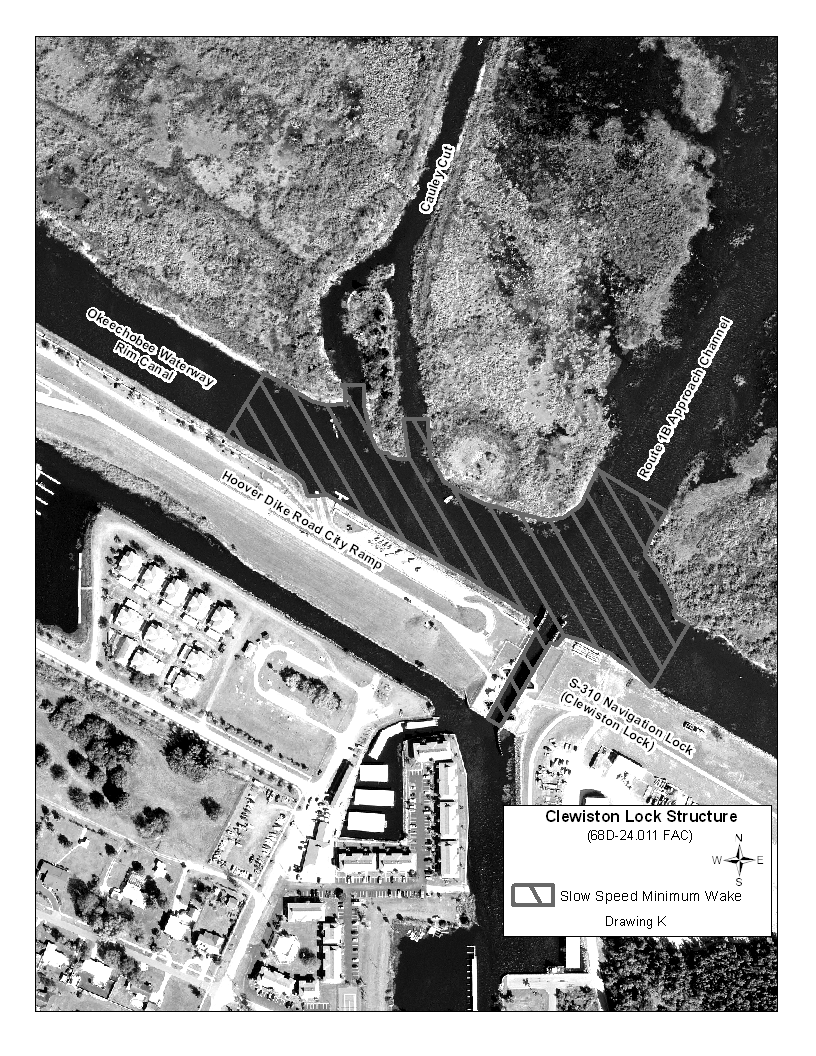 Cauley Cut
Okeechobee Waterway
Rim Canal
Route 1B Approach Channel
Hoover Dike Road City Ramp
S-310 Navigation Lock
(Clewiston Lock)
Clewiston Lock Structure
(68D-24.011 FAC)
N
W E
S
Slow Speed Minimum Wake
Drawing K